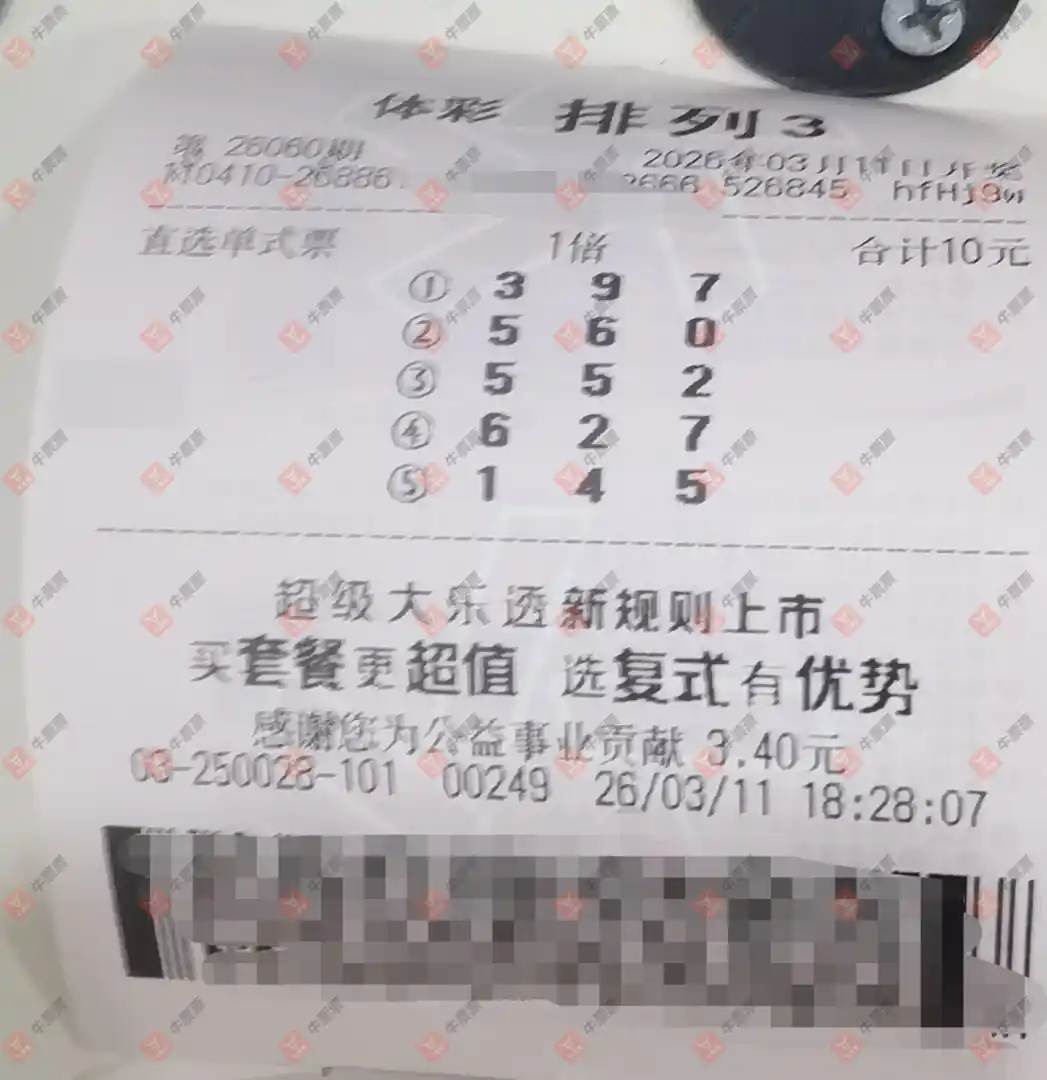 体彩 排列3
第 26060期 2026年03月11日开奖
M0410-26886 2666 526845 hfHj9w
直选单式票 1倍 合计10元
① 3 9 7
② 5 6 0
③ 5 5 2
④ 6 2 7
⑤ 1 4 5
超级大乐透新规则上市
买套餐更超值 选复式有优势
感谢您为公益事业贡献 3.40元
03-250023-101 00249 26/03/11 18:28:07
牛票票